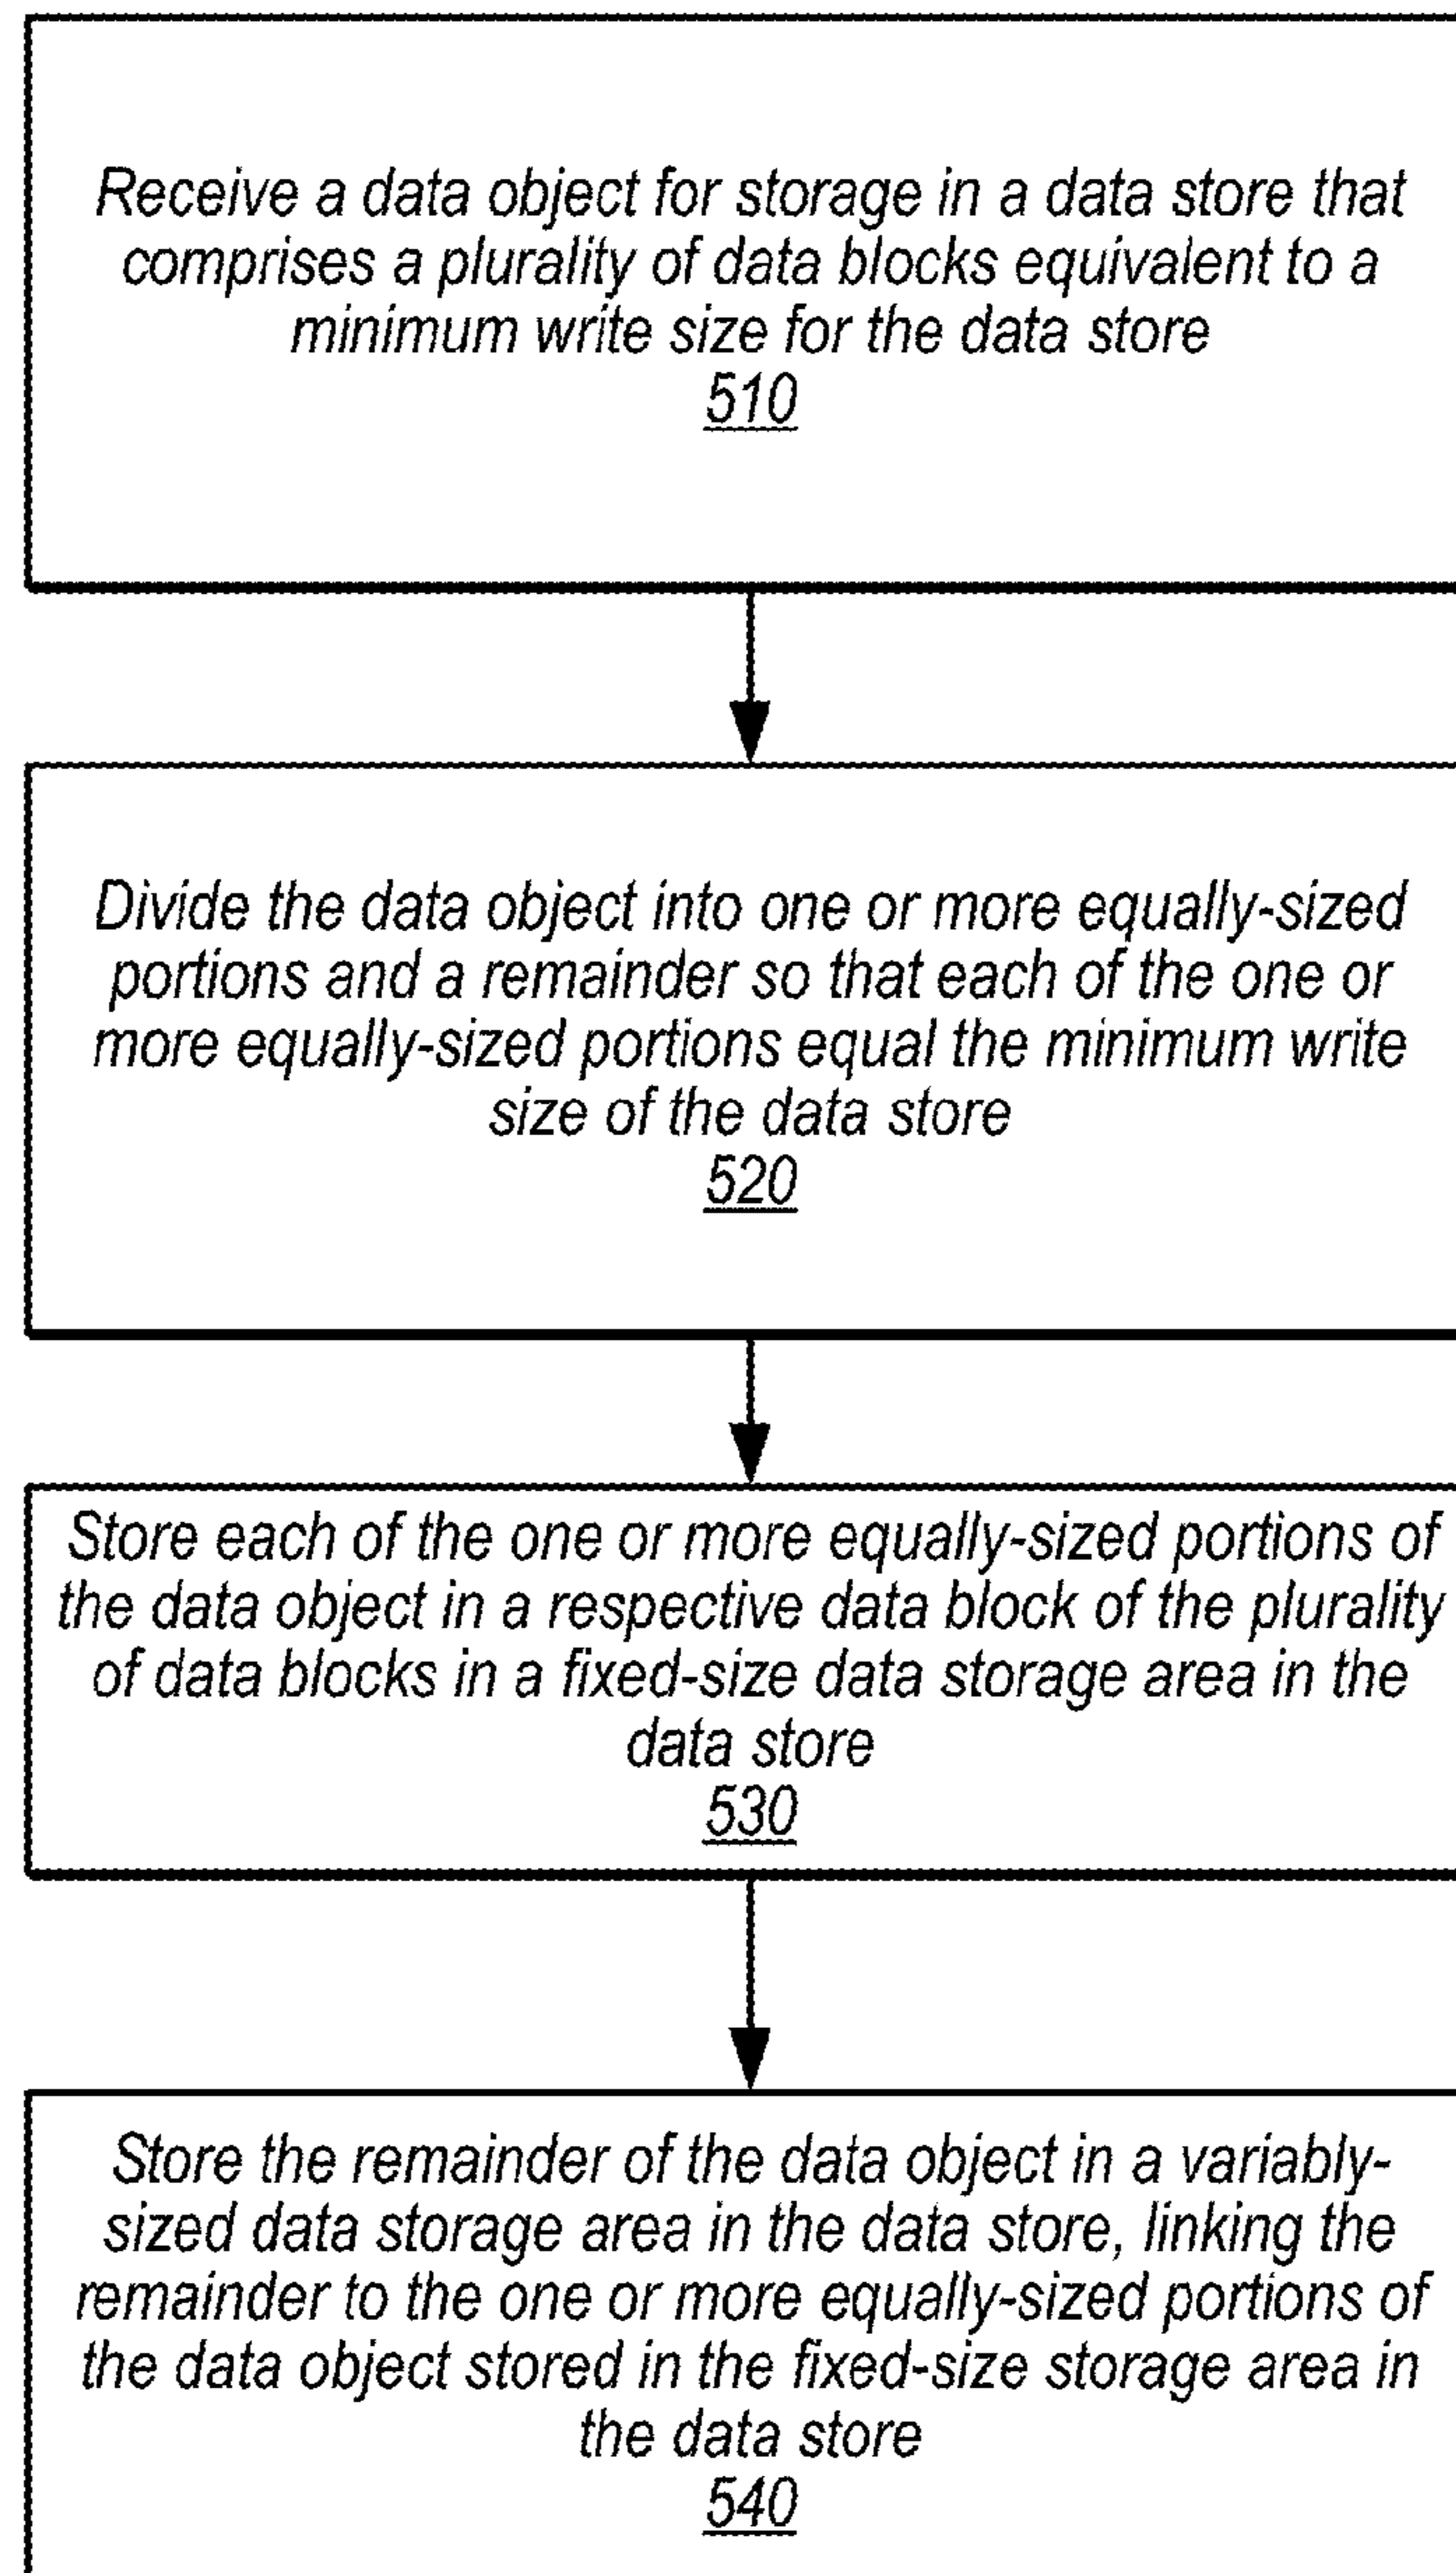 Receive a data object for storage in a data store that
comprises a plurality of data blocks equivalent to a
minimum write size for the data store
510
Divide the data object into one or more equally-sized
portions and a remainder so that each of the one or
more equally-sized portions equal the minimum write
size of the data store
520
Store each of the one or more equally-sized portions of
the data object in a respective data block of the plurality
of data blocks in a fixed-size data storage area in the
data store
530
Store the remainder of the data object in a variably-
sized data storage area in the data store, linking the
remainder to the one or more equally-sized portions of
the data object stored in the fixed-size storage area in
the data store
540